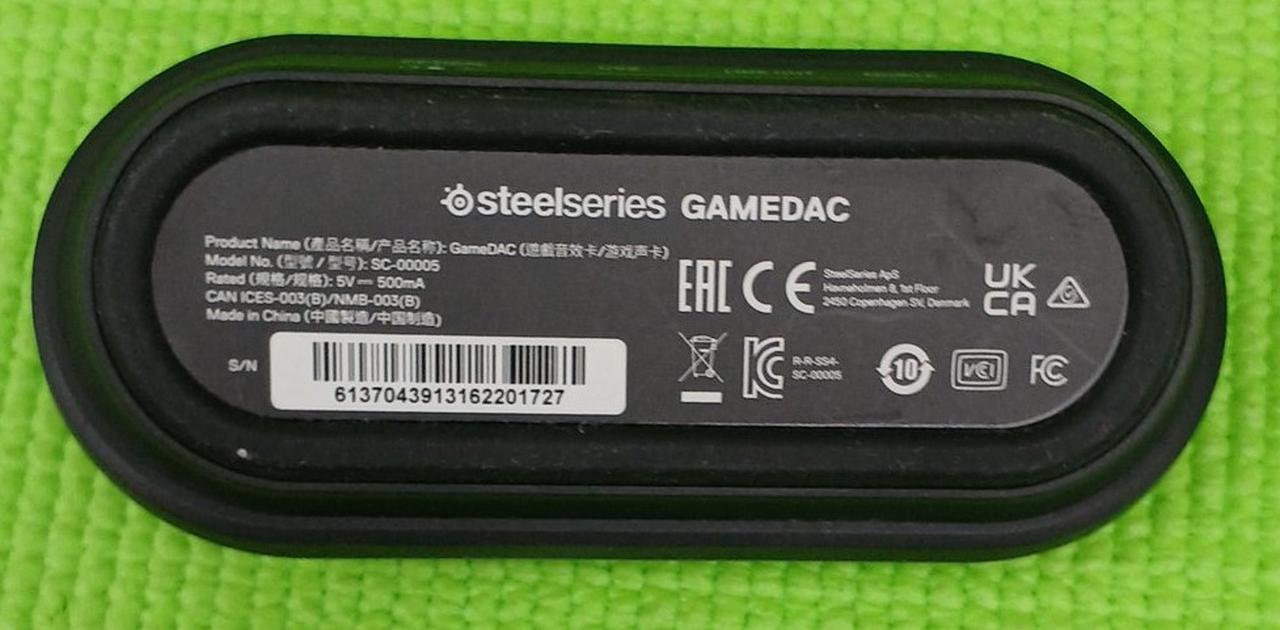 steelseries GAMEDAC
Product Name (產品名稱/产品名称): GameDAC (遊戲音效卡/游戏声卡)
Model No. (型號 / 型号): SC-00005
Rated (規格/规格): 5V⎓ 500mA
CAN ICES-003(B)/NMB-003(B)
Made in China (中國製造/中国制造)
S/N
6137043913162201727
EAC CE
SteelSeries ApS
Havneholmen 8, 1st Floor
2450 Copenhagen SV, Denmark
UK
CA
KC
R-R-SS4-
SC-00005
10
VCI
FC